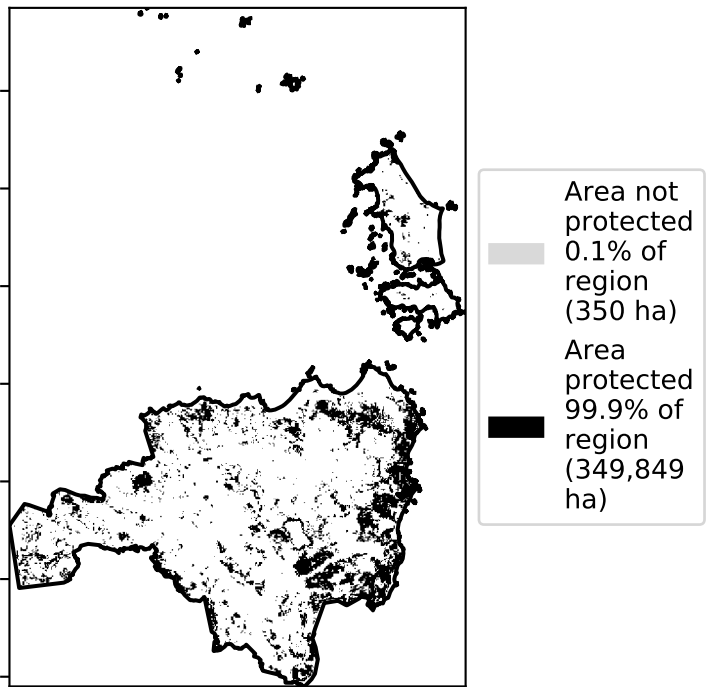 Area not
protected
0.1% of
region
(350 ha)
Area
protected
99.9% of
region
(349,849
ha)